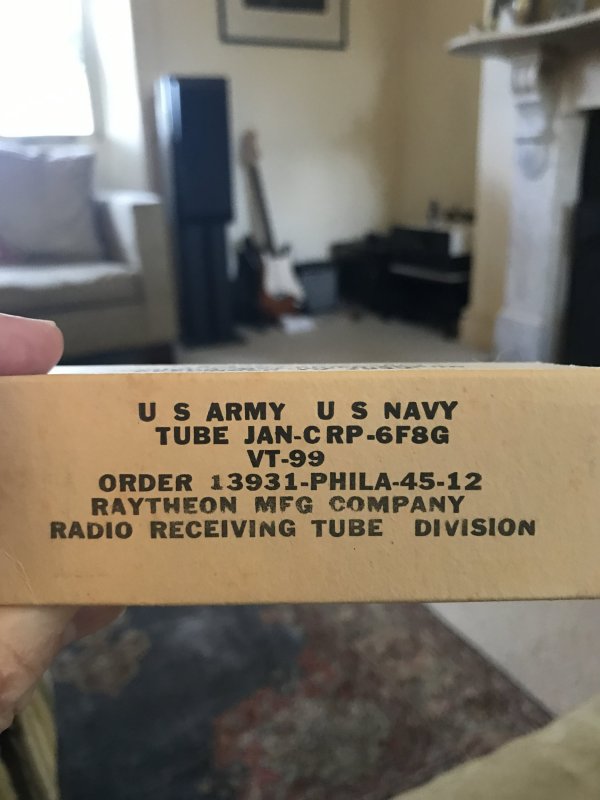 U S ARMY U S NAVY
TUBE JAN-CRP-6F8G
VT-99
ORDER 13931-PHILA-45-12
RAYTHEON MFG COMPANY
RADIO RECEIVING TUBE DIVISION